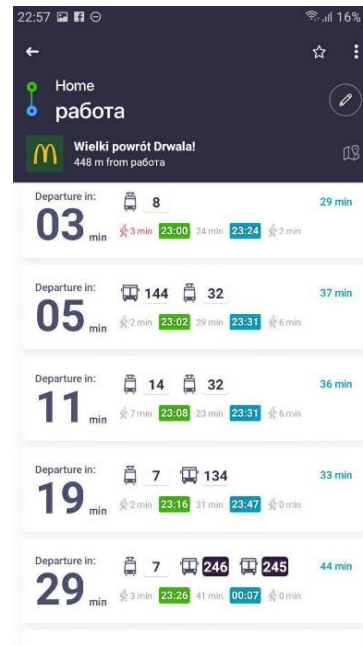 22:57 16%
Home
работа
Wielki powrót Drwala!
448 m from работа
Departure in:
03 min
8
29 min
3 min 23:00 24 min 23:24 2 min
Departure in:
05 min
144 32
37 min
2 min 23:02 29 min 23:31 6 min
Departure in:
11 min
14 32
36 min
7 min 23:08 23 min 23:31 6 min
Departure in:
19 min
7 134
33 min
2 min 23:16 31 min 23:47 0 min
Departure in:
29 min
7 246 245
44 min
3 min 23:26 41 min 00:07 0 min